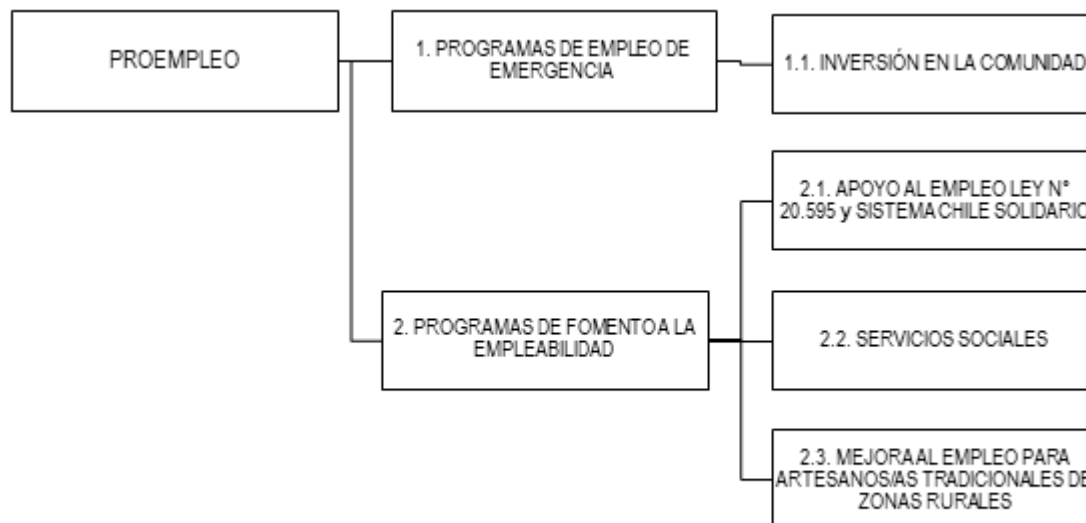 PROEMPLEO
1. PROGRAMAS DE EMPLEO DE
EMERGENCIA
1.1. INVERSIÓN EN LA COMUNIDAD
2.1. APOYO AL EMPLEO LEY N°
20.595 y SISTEMA CHILE SOLIDARIO
2. PROGRAMAS DE FOMENTO A LA
EMPLEABILIDAD
2.2. SERVICIOS SOCIALES
2.3. MEJORA AL EMPLEO PARA
ARTESANOS/AS TRADICIONALES DE
ZONAS RURALES